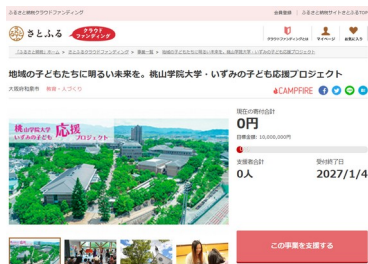 ふるさと納税クラウドファンディング
会員登録
ふるさと納税サイトさとふるTOP
さとふる
クラウド
ファンディング
クラウドファンディングとは
マイページ
お気に入り
「ふるさと納税」ホーム > さとふるクラウドファンディング > 事業一覧 > 地域の子どもたちに明るい未来を。桃山学院大学・いずみの子ども応援プロジェクト
地域の子どもたちに明るい未来を。桃山学院大学・いずみの子ども応援プロジェクト
大阪府和泉市 教育・人づくり
CAMPFIRE
桃山学院大学
いずみの子ども
応援
プロジェクト
現在の寄付合計
0円
目標金額: 10,000,000円
支援者合計
受付終了日
0人
2027/1/4
この事業を支援する